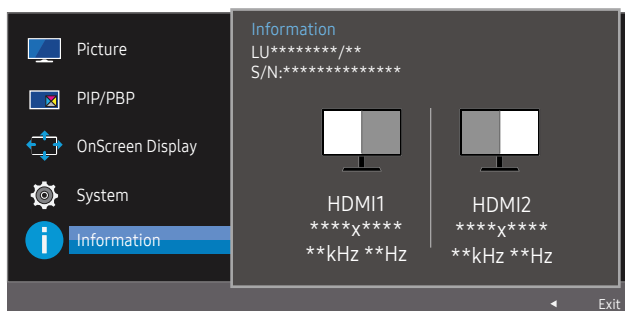 Picture
PIP/PBP
OnScreen Display
System
Information
Information
LU********/**
S/N:**************
HDMI1
****x****
**kHz **Hz
HDMI2
****x****
**kHz **Hz
Exit